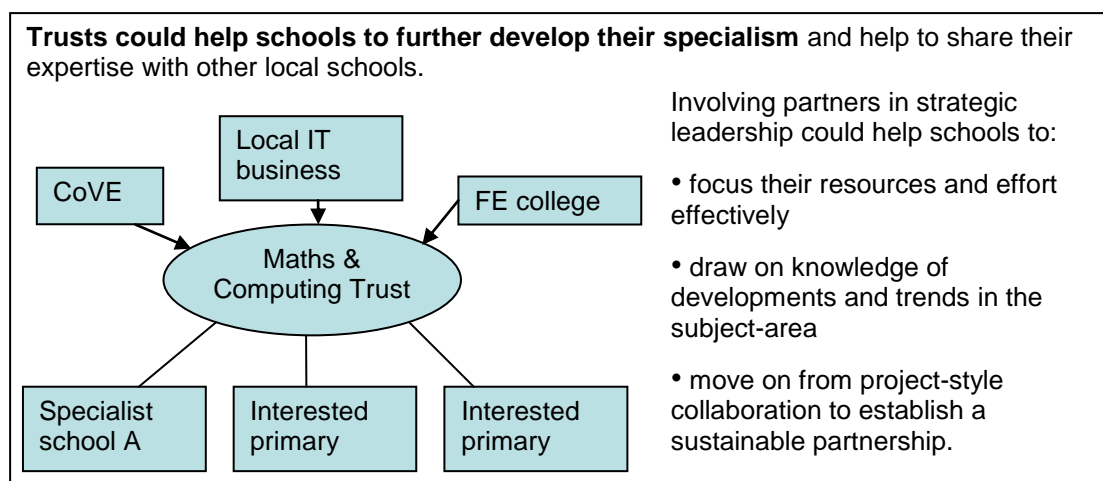 Trusts could help schools to further develop their specialism and help to share their
expertise with other local schools.
Local IT
business
CoVE
FE college
Maths &
Computing Trust
Specialist
school A
Interested
primary
Interested
primary
Involving partners in strategic
leadership could help schools to:
• focus their resources and effort
effectively
• draw on knowledge of
developments and trends in the
subject-area
• move on from project-style
collaboration to establish a
sustainable partnership.